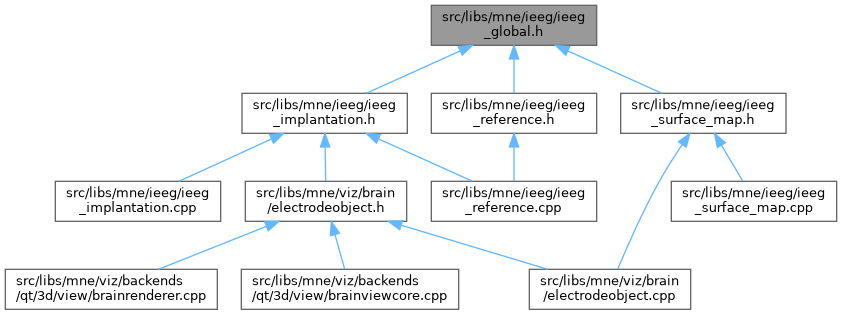 src/libs/mne/ieeg/ieeg
_global.h
src/libs/mne/ieeg/ieeg
_implantation.h
src/libs/mne/ieeg/ieeg
_reference.h
src/libs/mne/ieeg/ieeg
_surface_map.h
src/libs/mne/ieeg/ieeg
_implantation.cpp
src/libs/mne/viz/brain
/electrodeobject.h
src/libs/mne/ieeg/ieeg
_reference.cpp
src/libs/mne/ieeg/ieeg
_surface_map.cpp
src/libs/mne/viz/backends
/qt/3d/view/brainrenderer.cpp
src/libs/mne/viz/backends
/qt/3d/view/brainviewcore.cpp
src/libs/mne/viz/brain
/electrodeobject.cpp